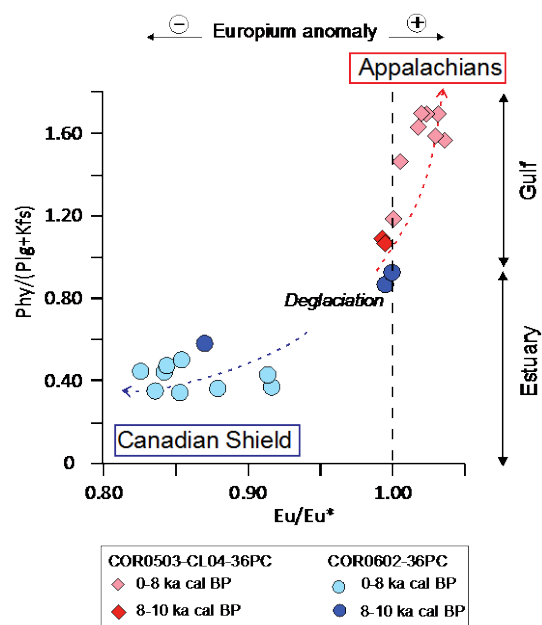 ⊖ Europium anomaly ⊕
Appalachians
1.60
1.20
0.80
0.40
0
Phy/(Plg+Kfs)
Deglaciation
Canadian Shield
Gulf
Estuary
0.80 0.90 1.00
Eu/Eu*
COR0503-CL04-36PC COR0602-36PC
0-8 ka cal BP 0-8 ka cal BP
8-10 ka cal BP 8-10 ka cal BP